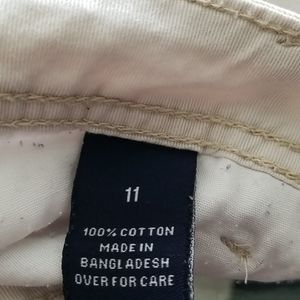 11
100% COTTON
MADE IN
BANGLADESH
OVER FOR CARE